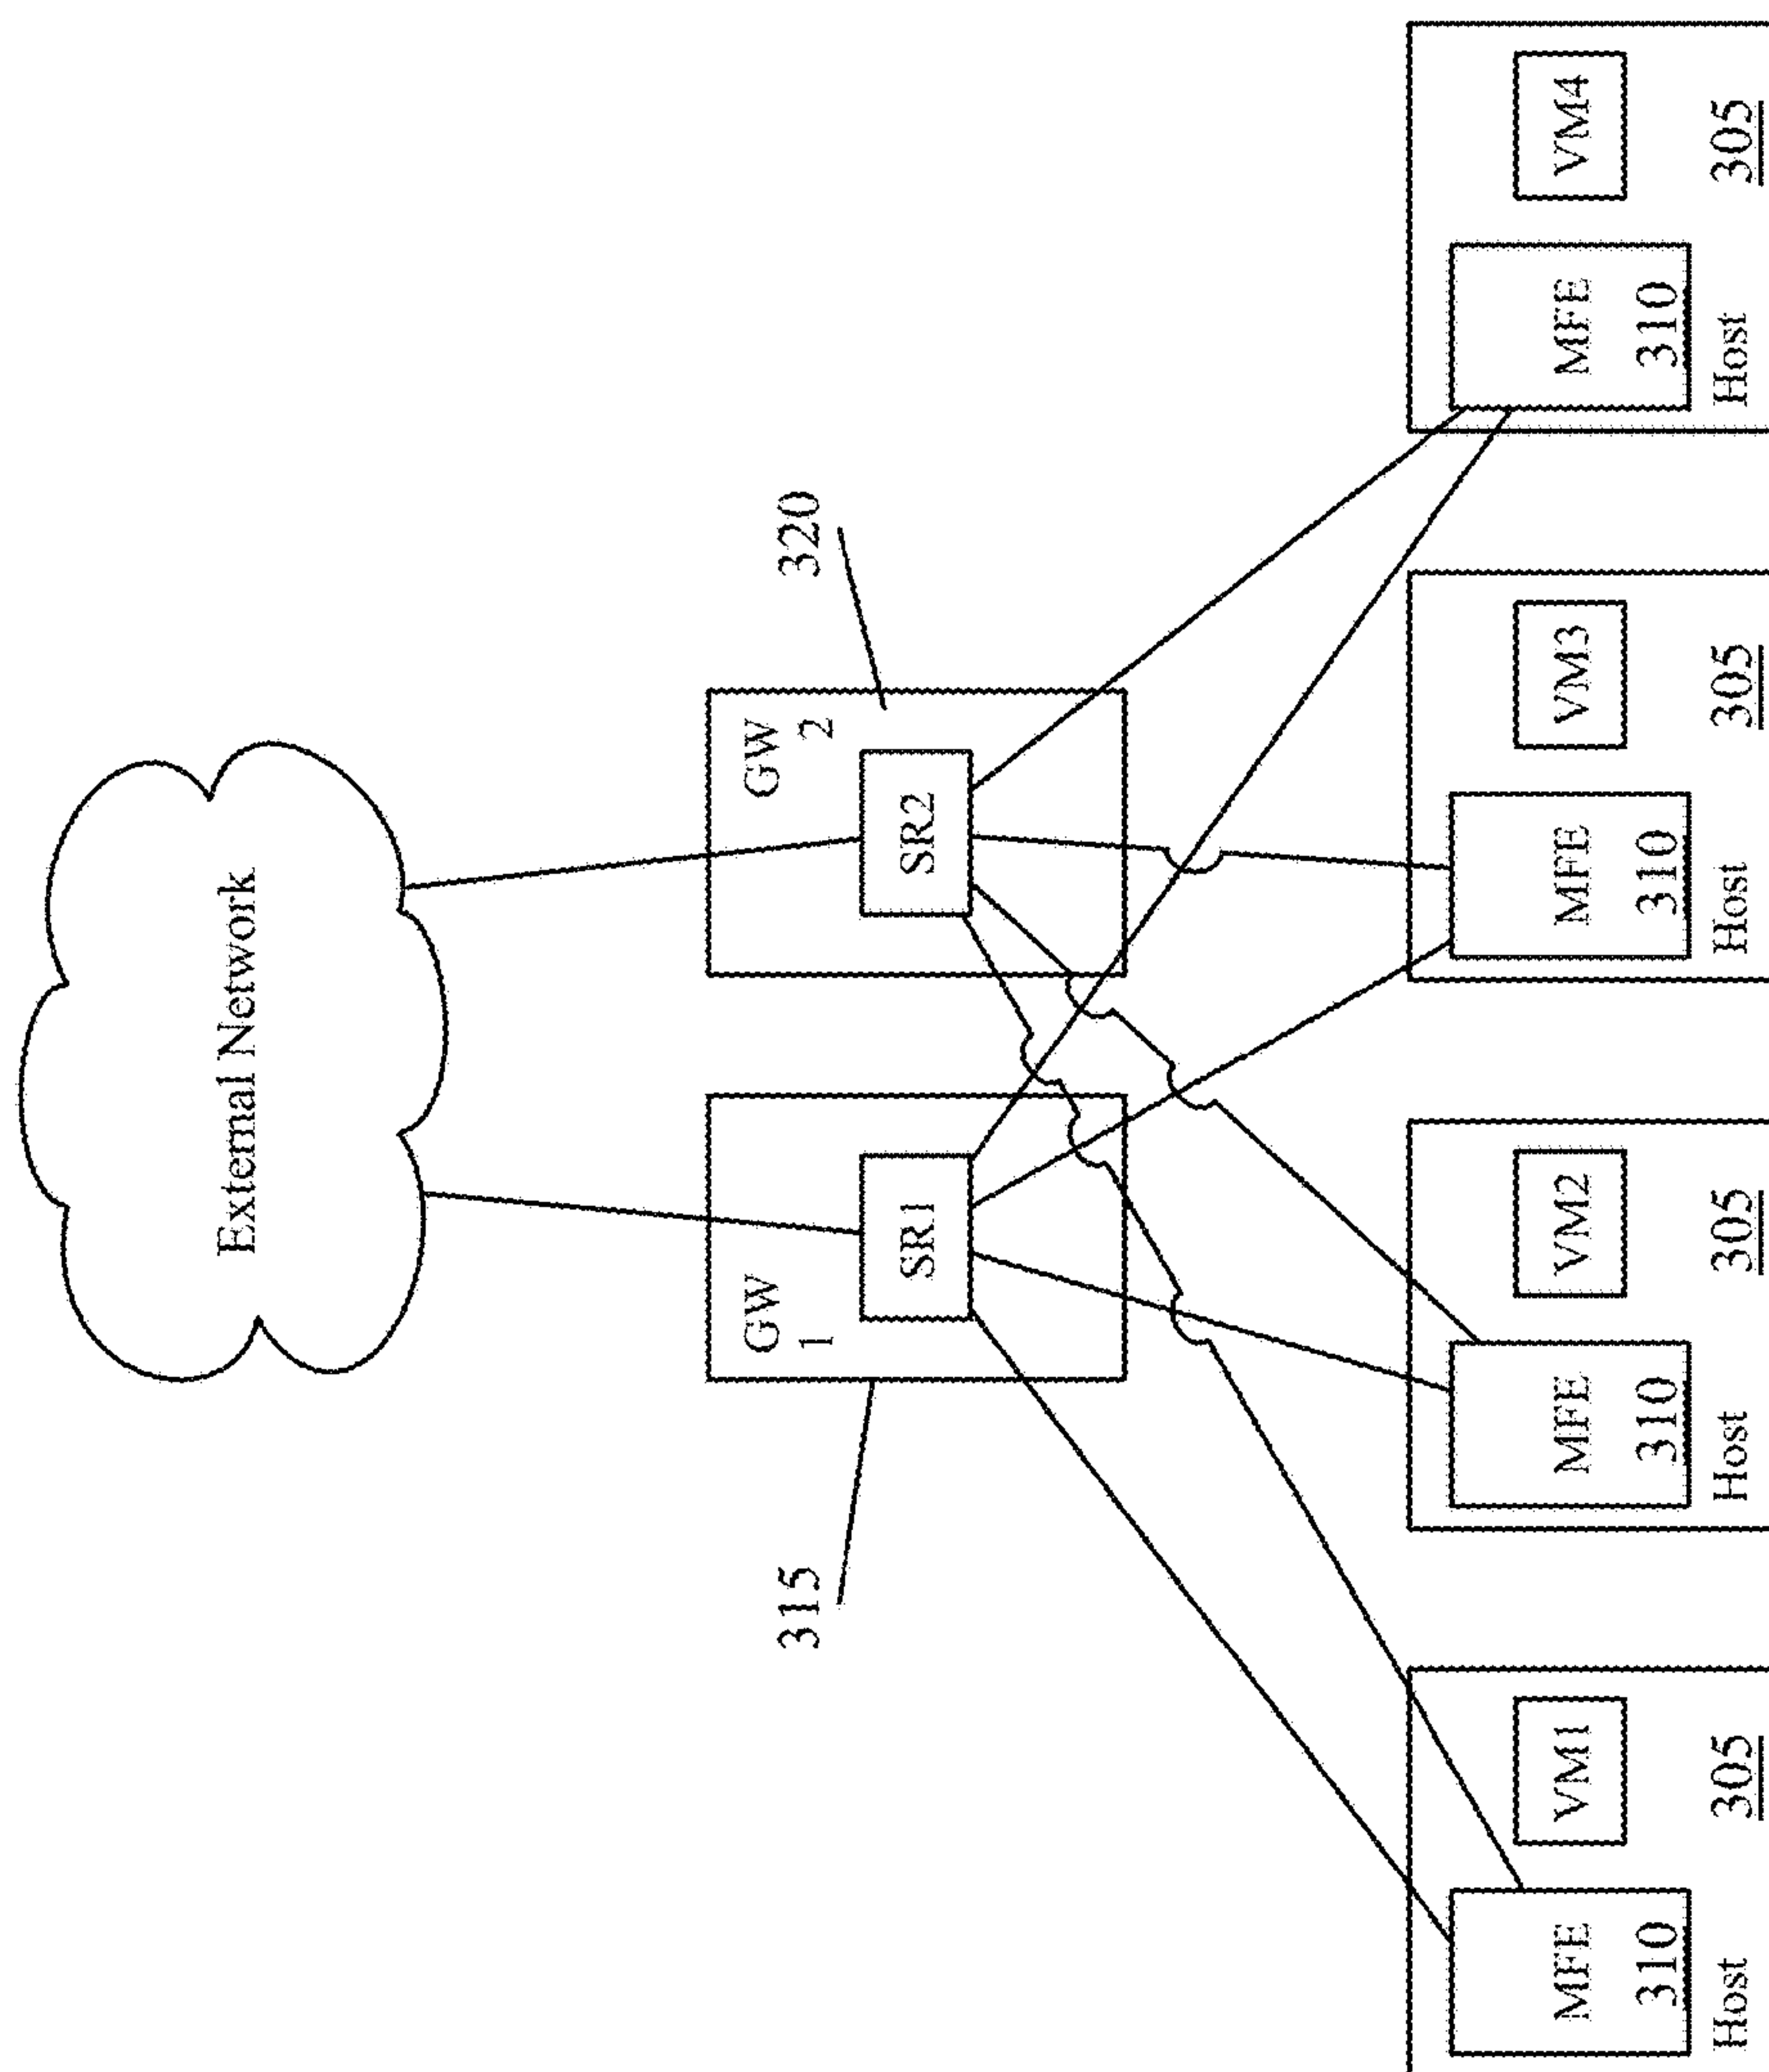 External Network
GW
1
SR1
315
GW
2
SR2
320
MFE
310
Host
VM1
305
MFE
310
Host
VM2
305
MFE
310
Host
VM3
305
MFE
310
Host
VM4
305